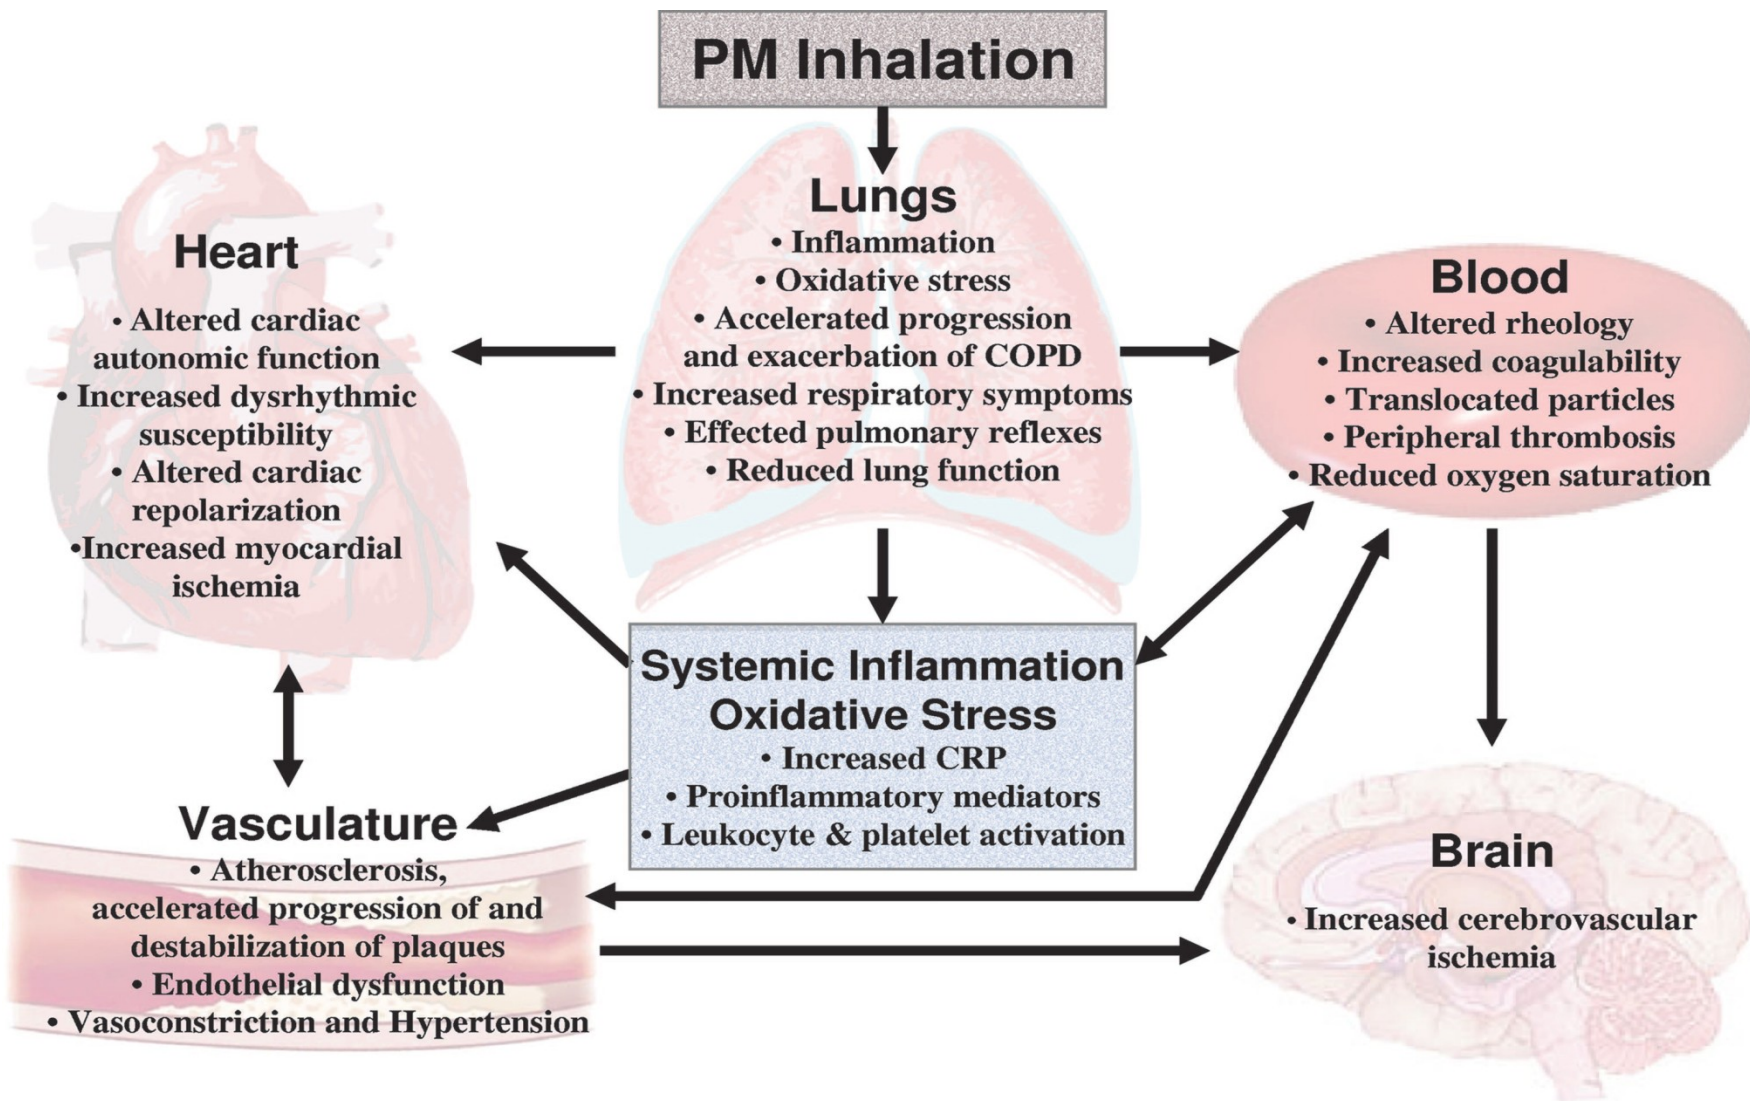 PM Inhalation
Lungs
• Inflammation
• Oxidative stress
• Accelerated progression
and exacerbation of COPD
• Increased respiratory symptoms
• Effected pulmonary reflexes
• Reduced lung function
Heart
• Altered cardiac
autonomic function
• Increased dysrhythmic
susceptibility
• Altered cardiac
repolarization
•Increased myocardial
ischemia
Blood
• Altered rheology
• Increased coagulability
• Translocated particles
• Peripheral thrombosis
• Reduced oxygen saturation
Systemic Inflammation
Oxidative Stress
• Increased CRP
• Proinflammatory mediators
• Leukocyte & platelet activation
Vasculature
• Atherosclerosis,
accelerated progression of and
destabilization of plaques
• Endothelial dysfunction
• Vasoconstriction and Hypertension
Brain
• Increased cerebrovascular
ischemia